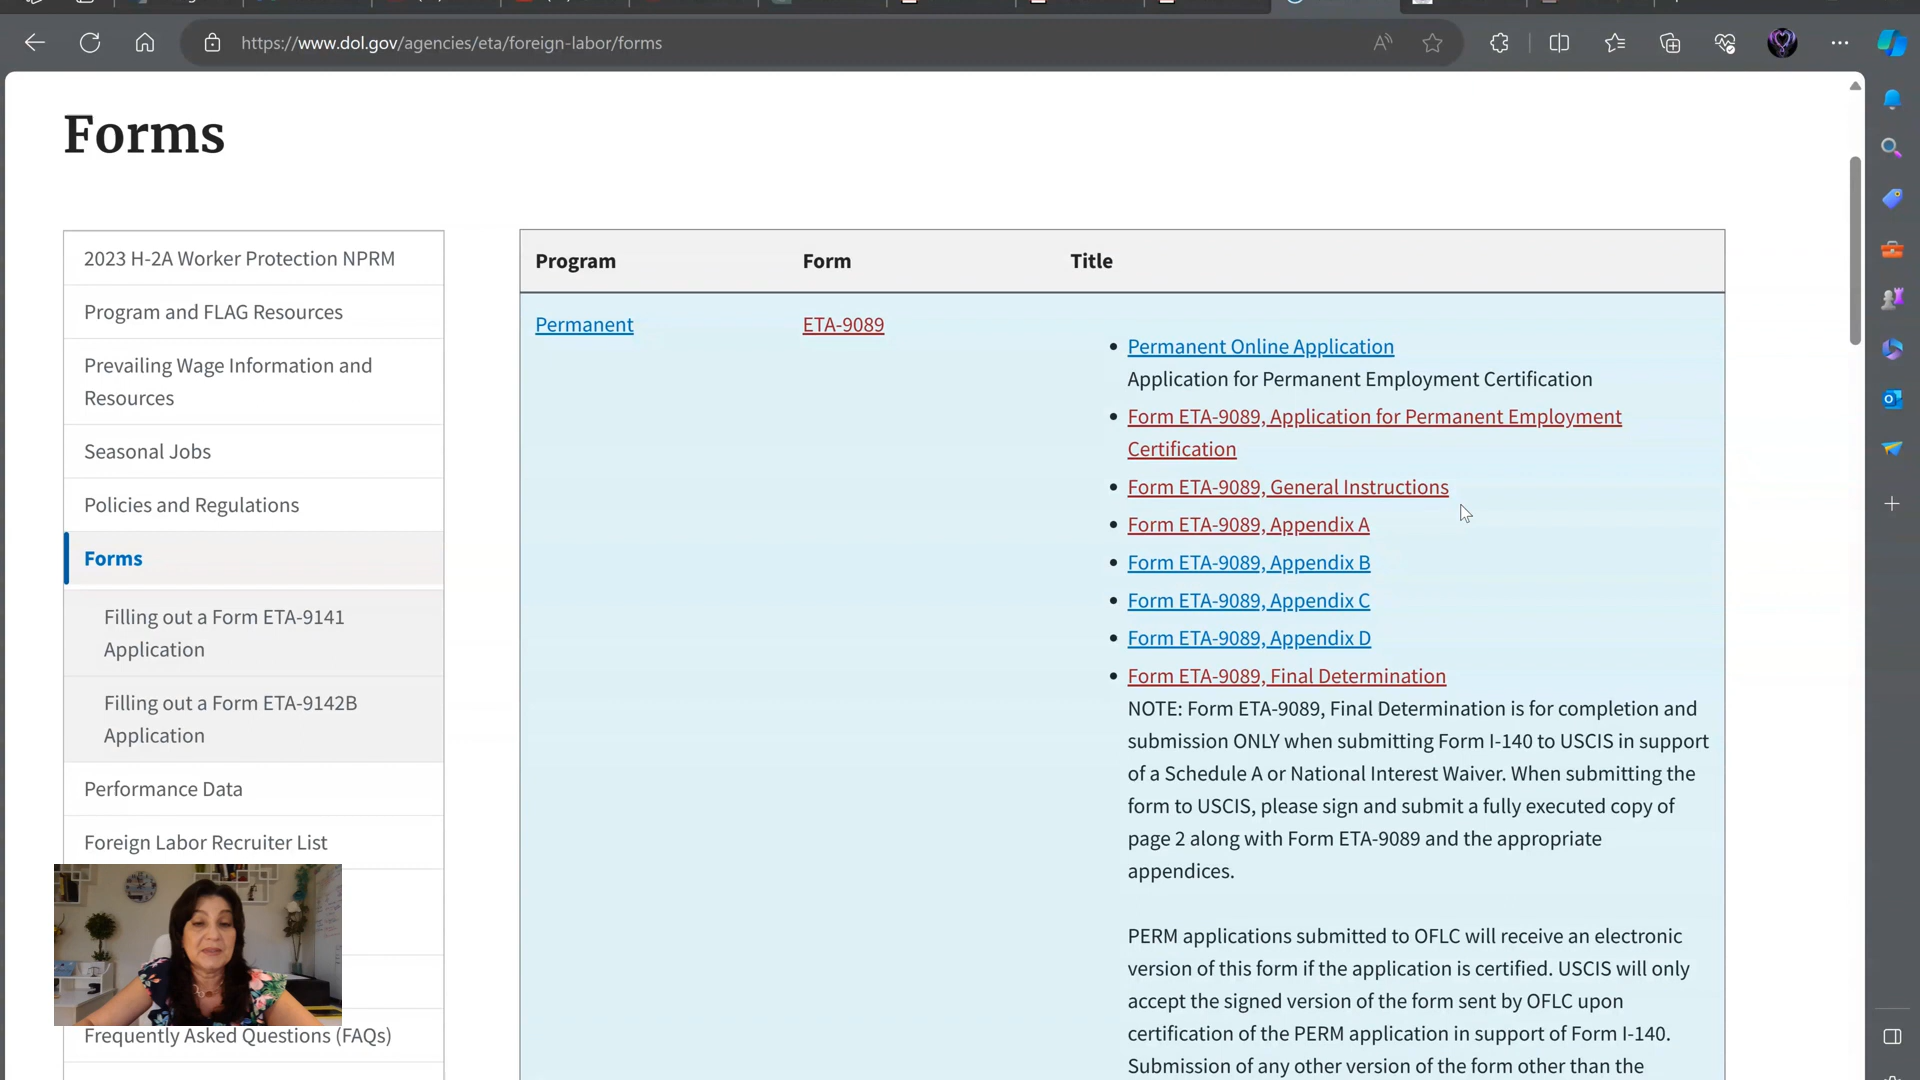 https://www.dol.gov/agencies/eta/foreign-labor/forms
Forms
2023 H-2A Worker Protection NPRM
Program and FLAG Resources
Prevailing Wage Information and
Resources
Seasonal Jobs
Policies and Regulations
Forms
Filling out a Form ETA-9141
Application
Filling out a Form ETA-9142B
Application
Performance Data
Foreign Labor Recruiter List
Frequently Asked Questions (FAQs)
Program Form Title
Permanent ETA-9089
• Permanent Online Application
Application for Permanent Employment Certification
• Form ETA-9089, Application for Permanent Employment
Certification
• Form ETA-9089, General Instructions
• Form ETA-9089, Appendix A
• Form ETA-9089, Appendix B
• Form ETA-9089, Appendix C
• Form ETA-9089, Appendix D
• Form ETA-9089, Final Determination
NOTE: Form ETA-9089, Final Determination is for completion and
submission ONLY when submitting Form I-140 to USCIS in support
of a Schedule A or National Interest Waiver. When submitting the
form to USCIS, please sign and submit a fully executed copy of
page 2 along with Form ETA-9089 and the appropriate
appendices.
PERM applications submitted to OFLC will receive an electronic
version of this form if the application is certified. USCIS will only
accept the signed version of the form sent by OFLC upon
certification of the PERM application in support of Form I-140.
Submission of any other version of the form other than the